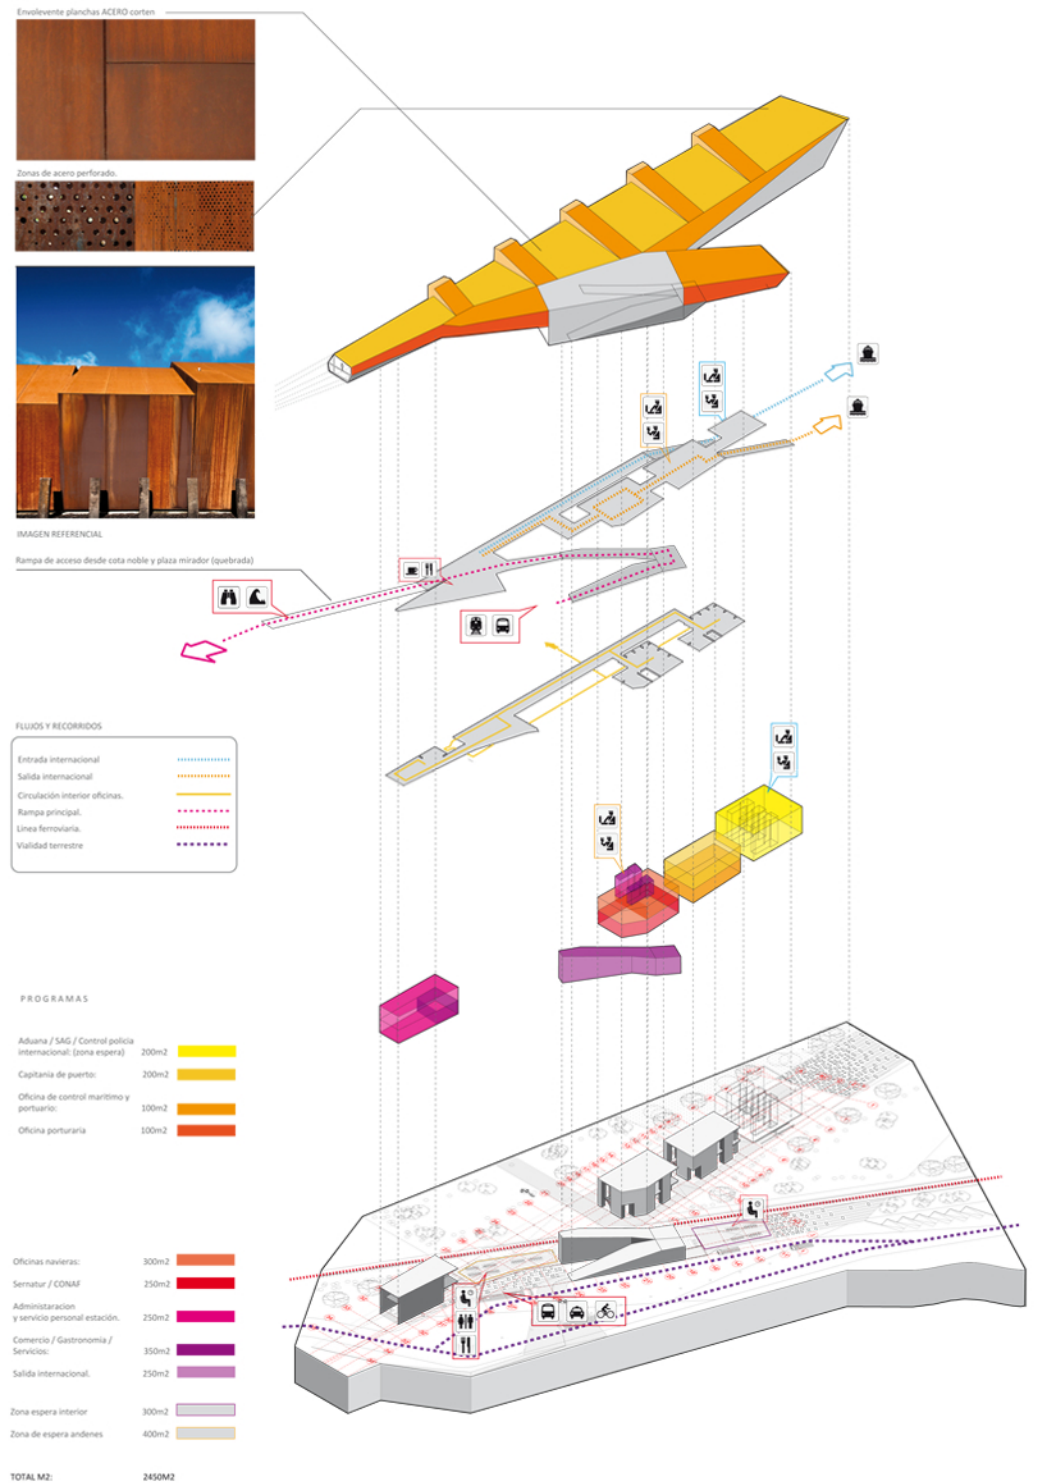 Envolevente planchas ACERO corten
Zonas de acero perforado.
IMAGEN REFERENCIAL
Rampa de acceso desde cota noble y plaza mirador (quebrada)
FLUJOS Y RECORRIDOS
Entrada internacional
Salida internacional
Circulación interior oficinas.
Rampa principal.
Linea ferroviaria.
Vialidad terrestre
PROGRAMAS
Aduana / SAG / Control policia
internacional: (zona espera) 200m2
Capitania de puerto: 200m2
Oficina de control maritimo y
portuario: 100m2
Oficina porturaria 100m2
Oficinas navieras: 300m2
Sernatur / CONAF 250m2
Administaracion
y servicio personal estación. 250m2
Comercio / Gastronomia /
Servicios: 350m2
Salida internacional. 250m2
Zona espera interior 300m2
Zona de espera andenes 400m2
TOTAL M2: 2450M2